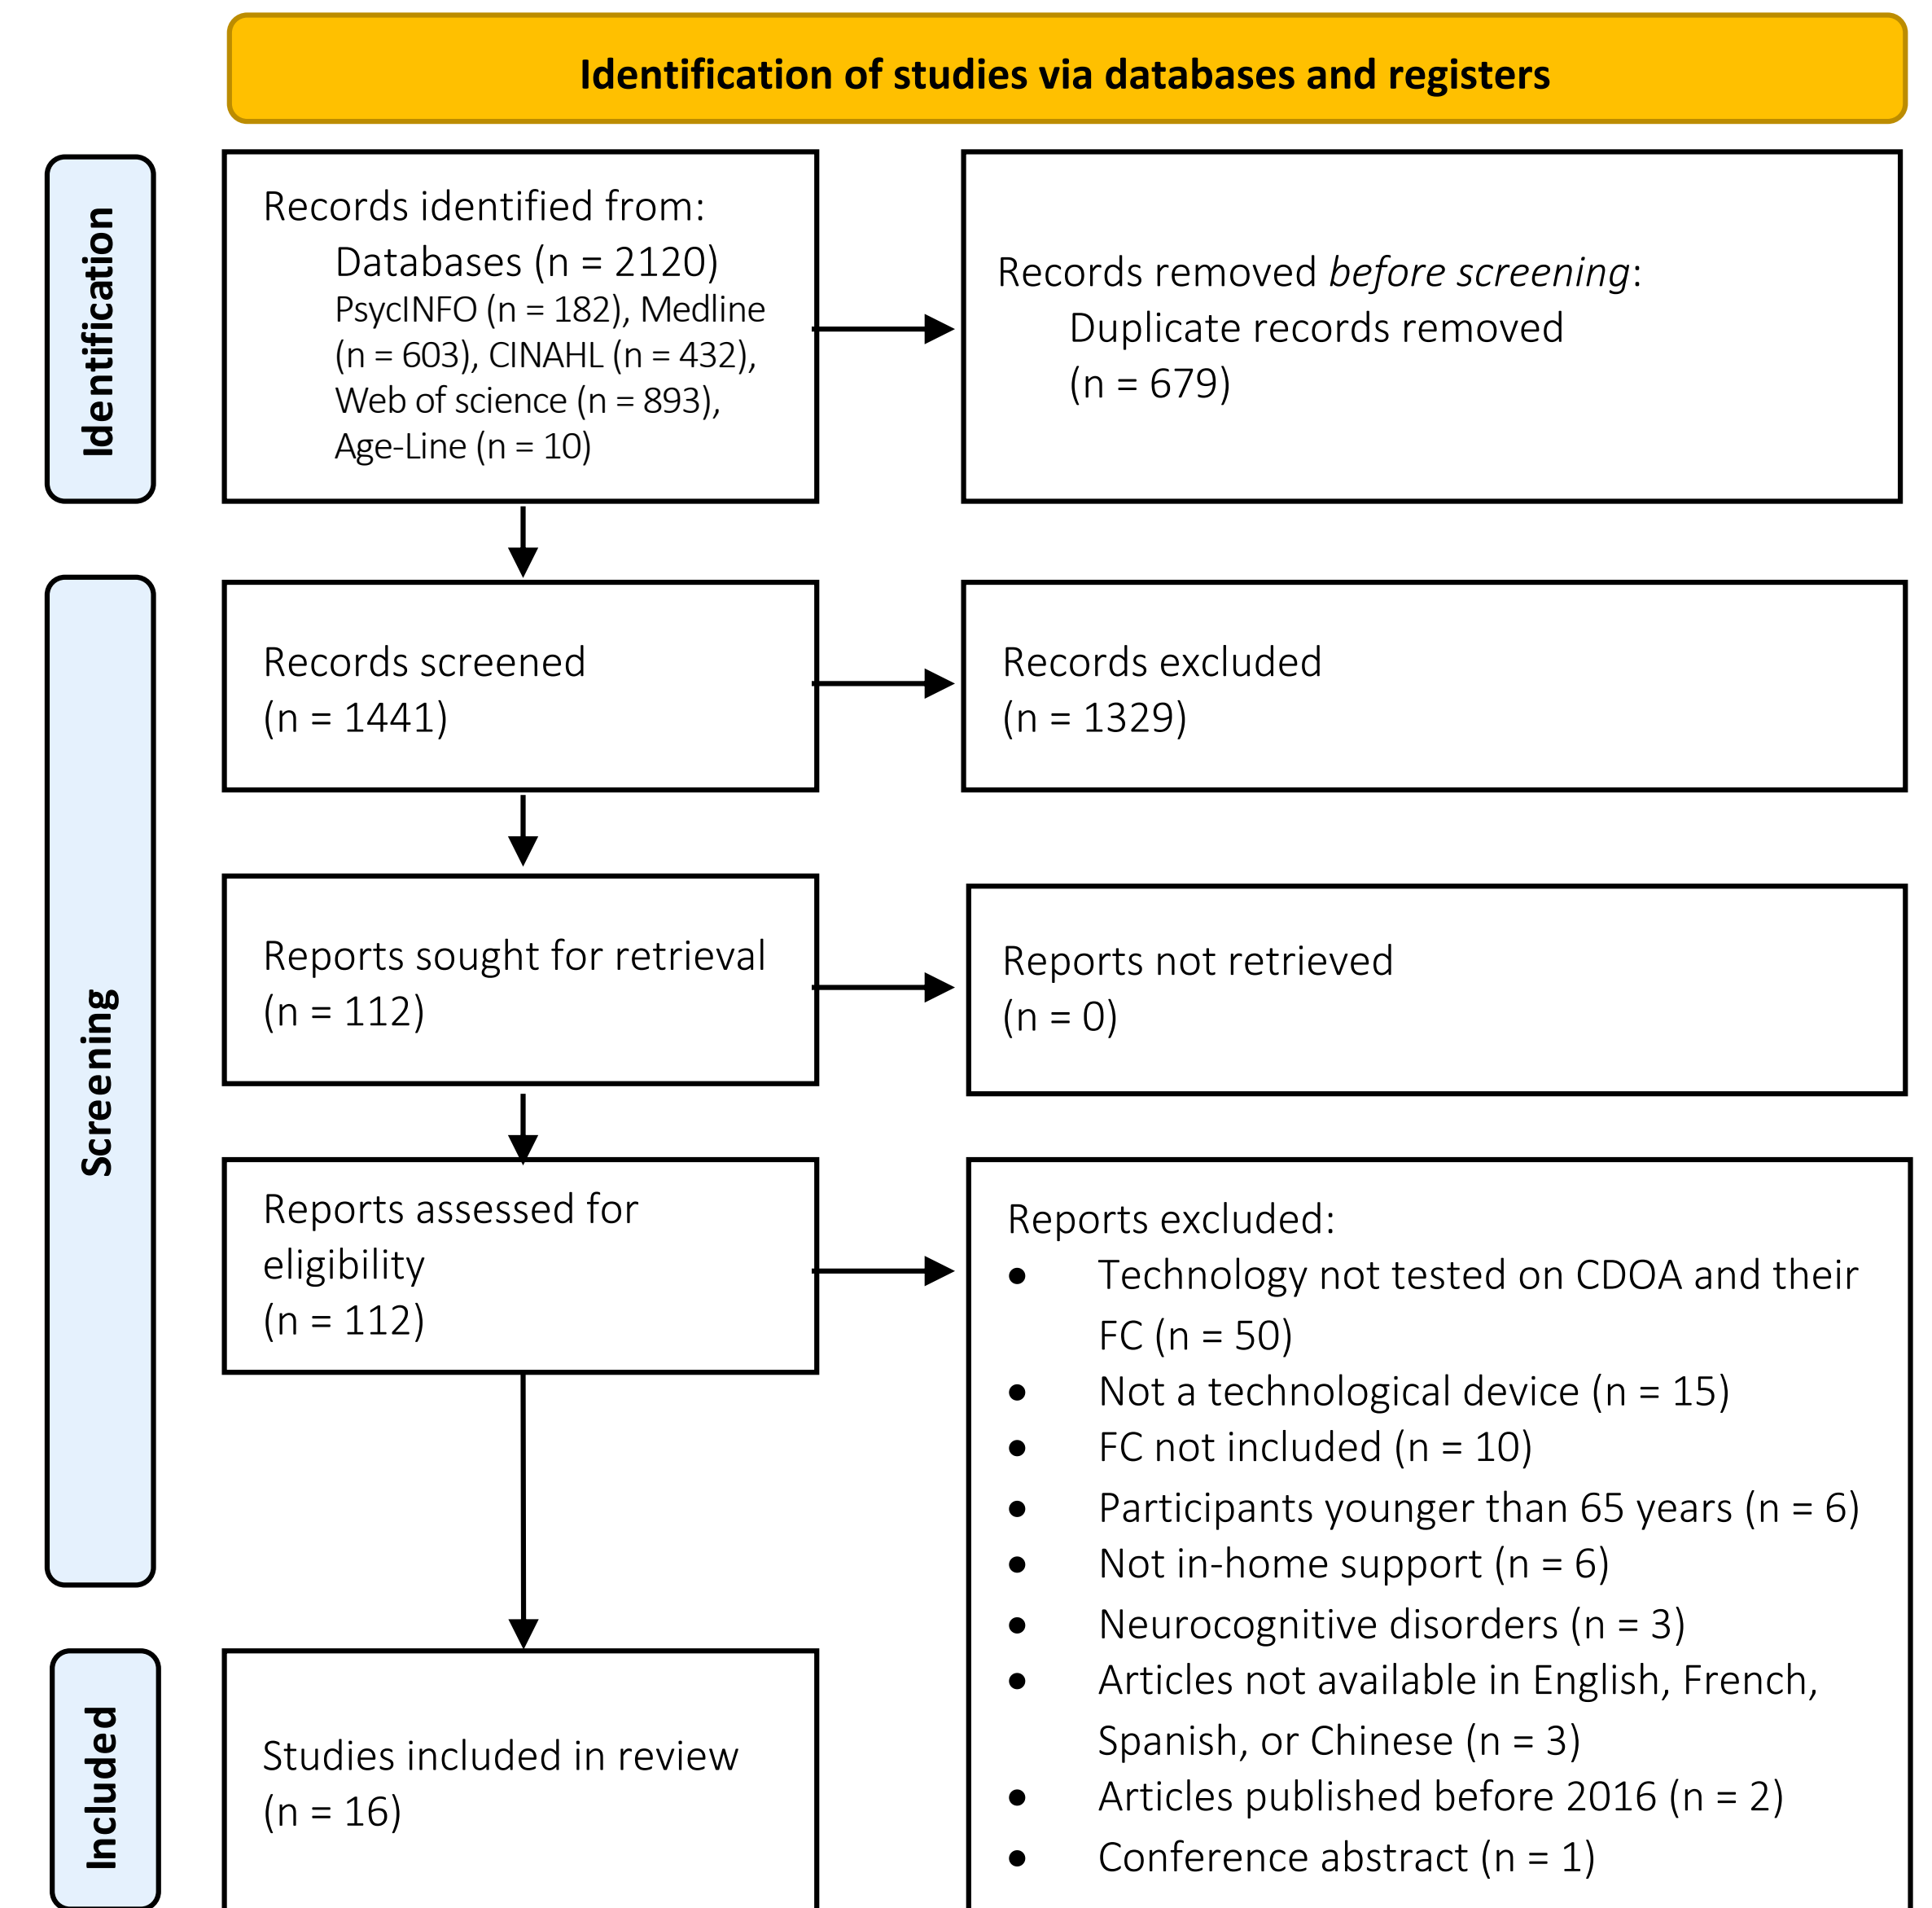 Identification of studies via databases and registers
Identification
Records identified from:
Databases (n = 2120)
PsycINFO (n = 182), Medline
(n = 603), CINAHL (n = 432),
Web of science (n = 893),
Age-Line (n = 10)
Records removed before screening:
Duplicate records removed
(n = 679)
Screening
Records screened
(n = 1441)
Records excluded
(n = 1329)
Reports sought for retrieval
(n = 112)
Reports not retrieved
(n = 0)
Reports assessed for
eligibility
(n = 112)
Reports excluded:
● Technology not tested on CDOA and their
FC (n = 50)
● Not a technological device (n = 15)
● FC not included (n = 10)
● Participants younger than 65 years (n = 6)
● Not in-home support (n = 6)
● Neurocognitive disorders (n = 3)
● Articles not available in English, French,
Spanish, or Chinese (n = 3)
● Articles published before 2016 (n = 2)
● Conference abstract (n = 1)
Included
Studies included in review
(n = 16)